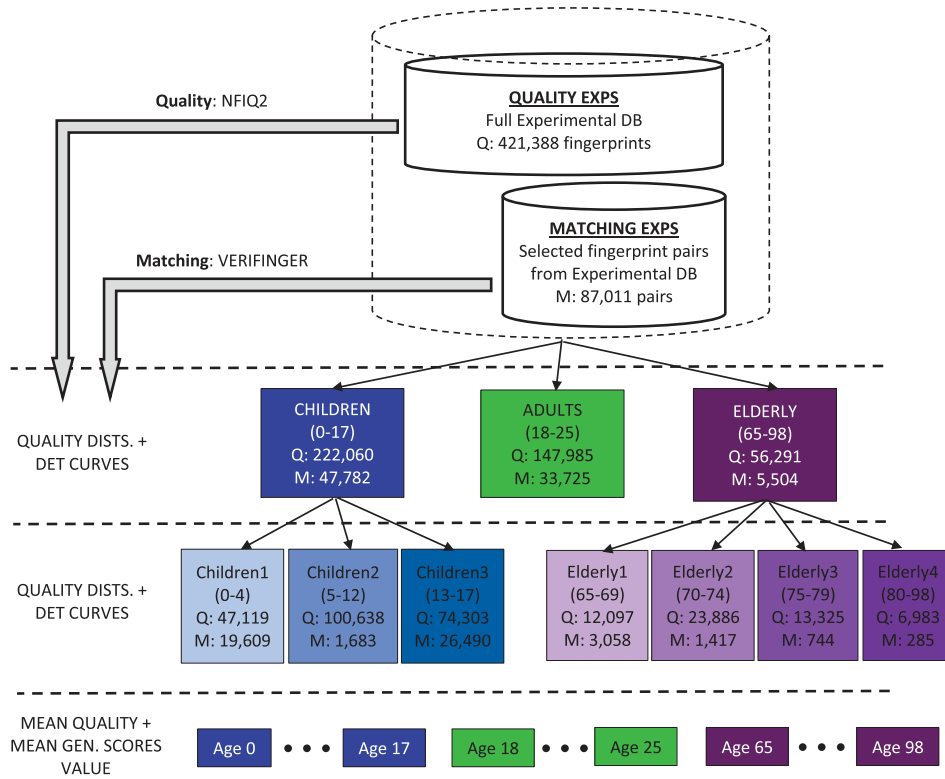 QUALITY EXPS
Full Experimental DB
Q: 421,388 fingerprints
Quality: NFIQ2
MATCHING EXPS
Selected fingerprint pairs
from Experimental DB
M: 87,011 pairs
Matching: VERIFINGER
QUALITY DISTS. +
DET CURVES
CHILDREN
(0-17)
Q: 222,060
M: 47,782
ADULTS
(18-25)
Q: 147,985
M: 33,725
ELDERLY
(65-98)
Q: 56,291
M: 5,504
QUALITY DISTS. +
DET CURVES
Children1
(0-4)
Q: 47,119
M: 19,609
Children2
(5-12)
Q: 100,638
M: 1,683
Children3
(13-17)
Q: 74,303
M: 26,490
Elderly1
(65-69)
Q: 12,097
M: 3,058
Elderly2
(70-74)
Q: 23,886
M: 1,417
Elderly3
(75-79)
Q: 13,325
M: 744
Elderly4
(80-98)
Q: 6,983
M: 285
MEAN QUALITY +
MEAN GEN. SCORES
VALUE
Age 0
Age 17
Age 18
Age 25
Age 65
Age 98